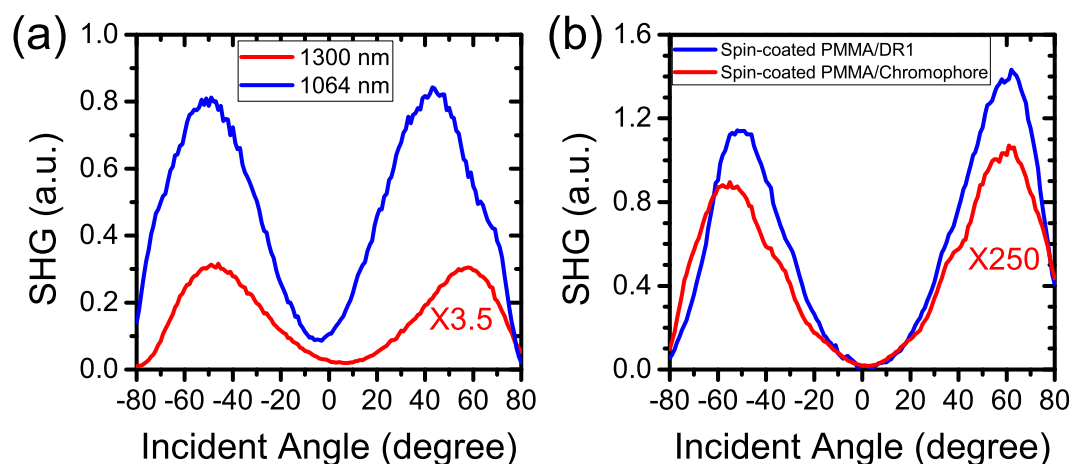 (a)
1300 nm
1064 nm
SHG (a.u.)
1.0
0.8
0.6
0.4
0.2
0.0
X3.5
-80 -60 -40 -20 0 20 40 60 80
Incident Angle (degree)
(b)
Spin-coated PMMA/DR1
Spin-coated PMMA/Chromophore
SHG (a.u.)
1.6
1.2
0.8
0.4
0.0
X250
-80 -60 -40 -20 0 20 40 60 80
Incident Angle (degree)